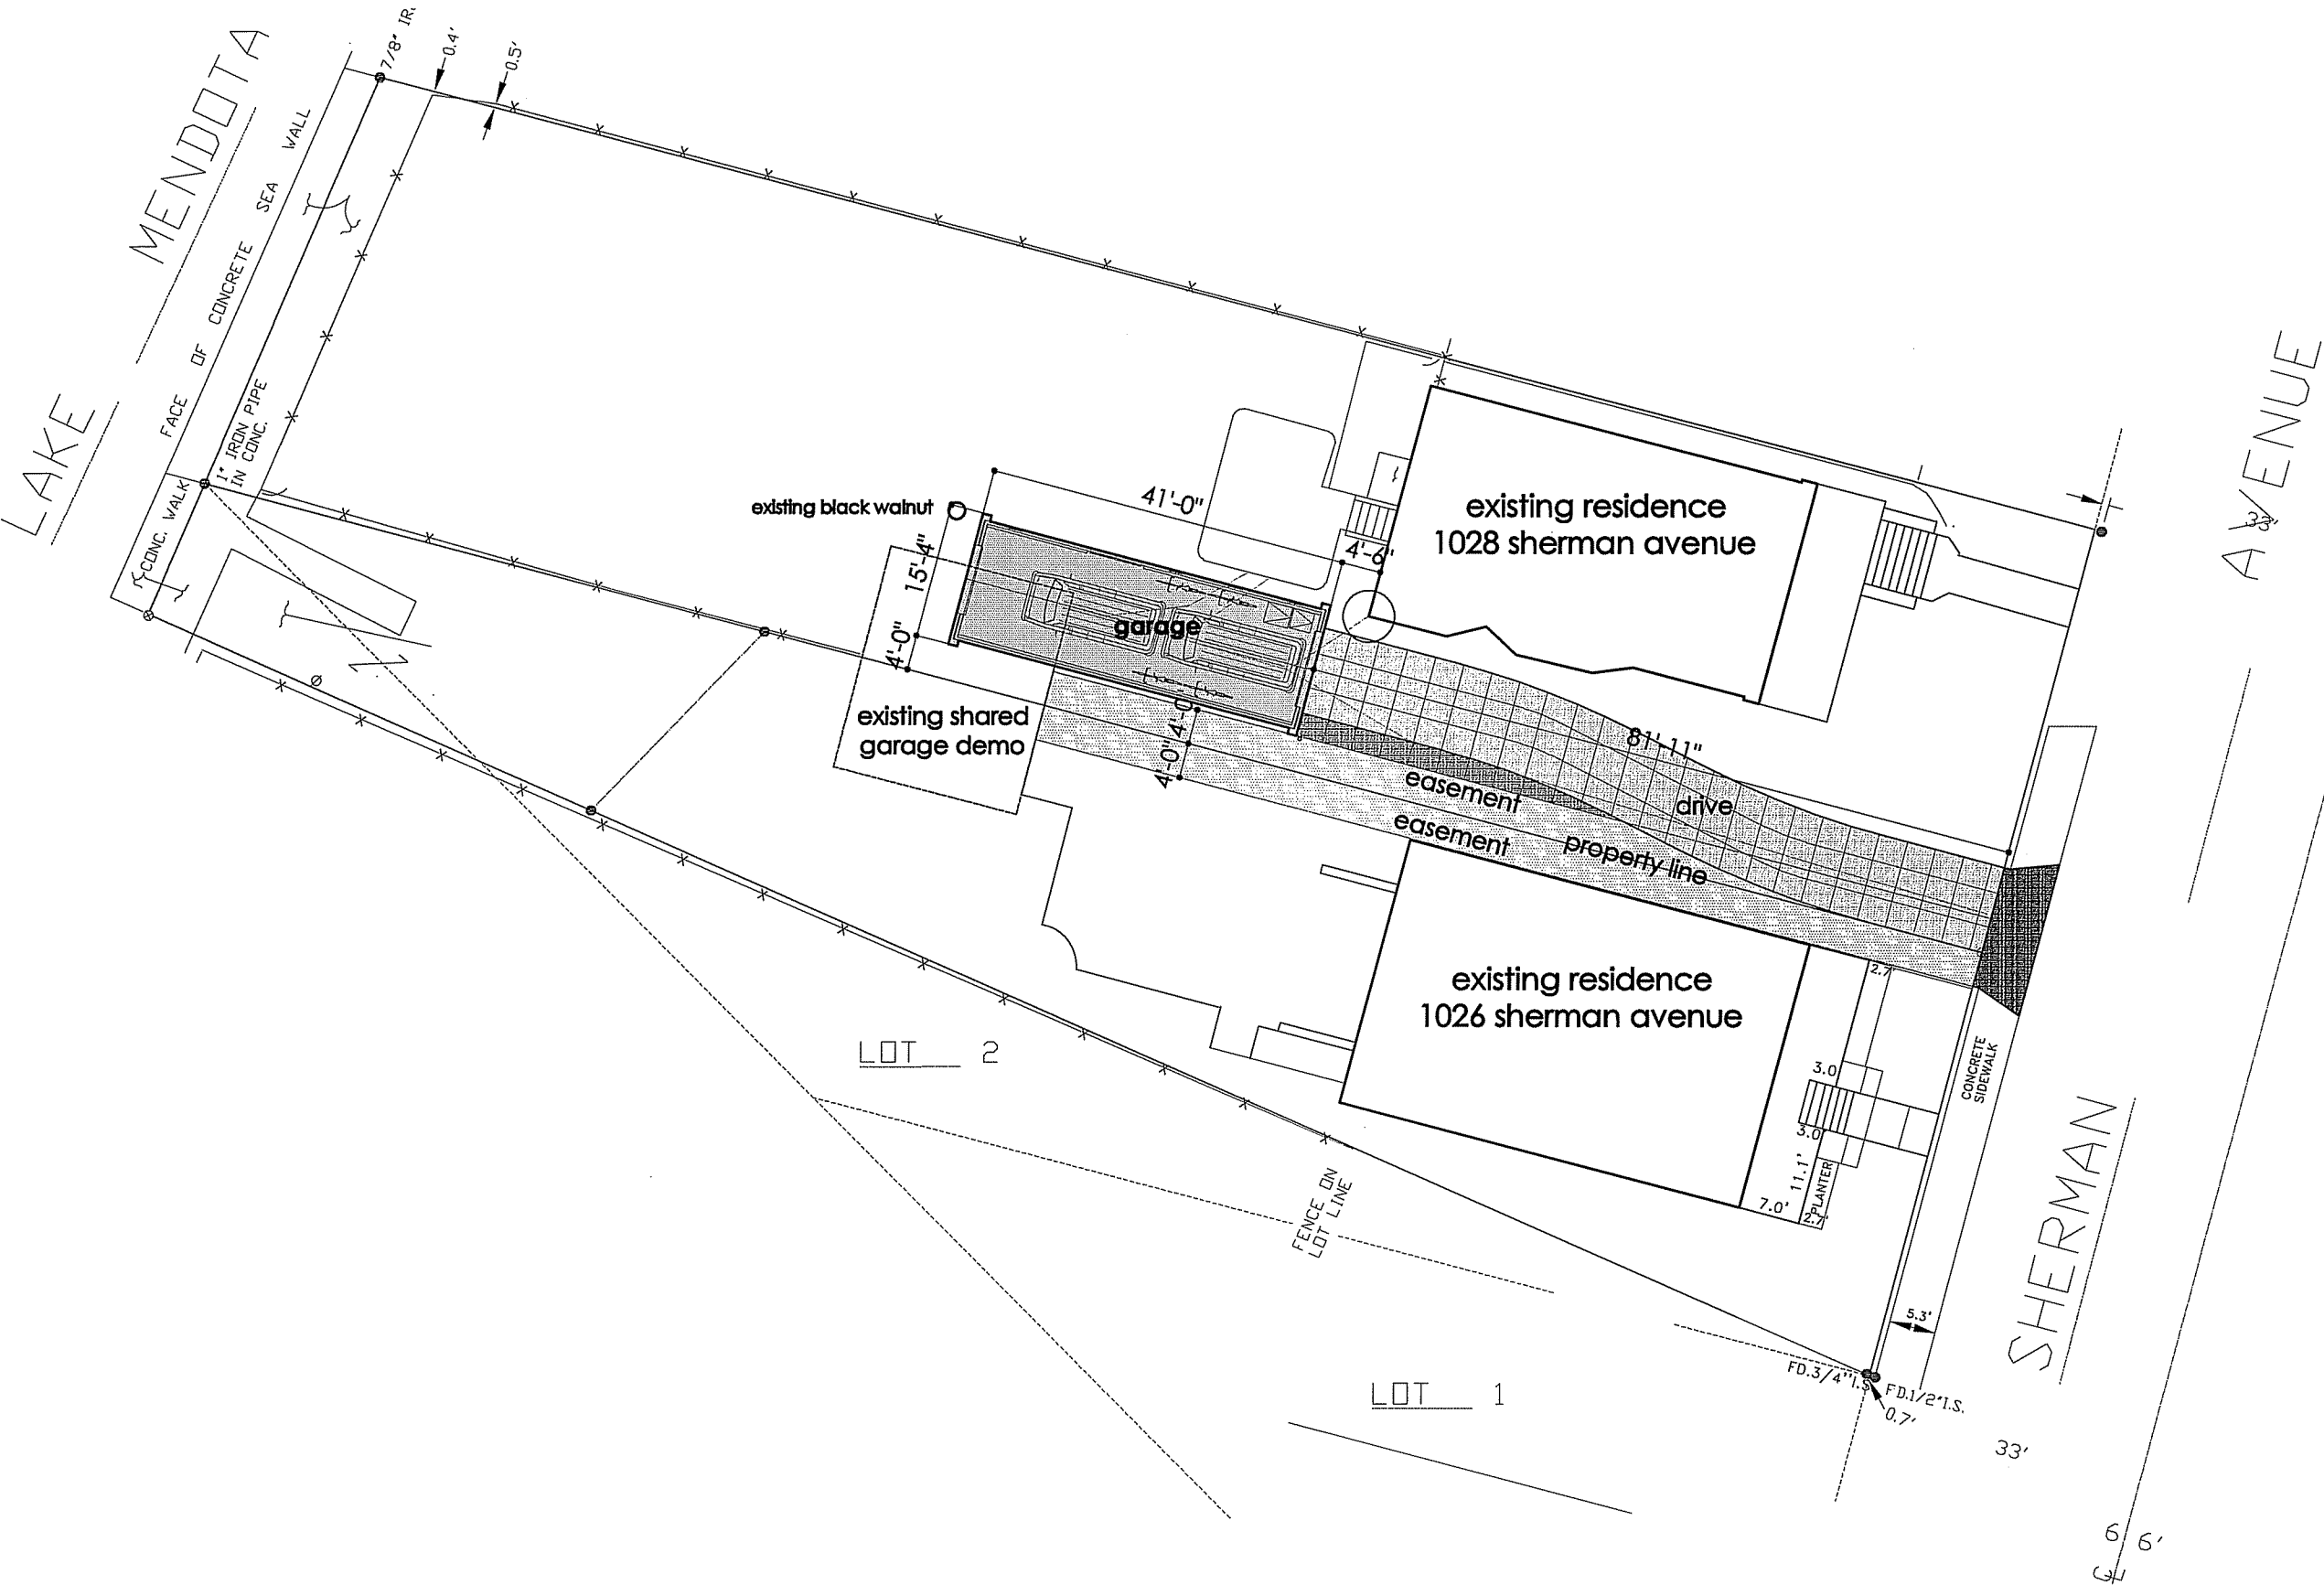 7/8" IR.
0.4'
0.5'
LAKE MENDOTA
FACE OF CONCRETE SEA WALL
1" IRON PIPE
IN CONC.
CONC. WALK
existing black walnut
41'-0"
15'-4"
4'-0"
4'-6"
garage
existing residence
1028 sherman avenue
existing shared
garage demo
4'-0"
4'-0
81'-11"
easement
easement
drive
property line
existing residence
1026 sherman avenue
2.7'
3.0
3.0'
11.1'
PLANTER
7.0'
2.7'
CONCRETE
SIDEWALK
5.3'
SHERMAN AVENUE
33'
LOT 2
FENCE ON
LOT LINE
LOT 1
FD.3/4"I.S
FD.1/2"I.S.
0.7'
33'
66'